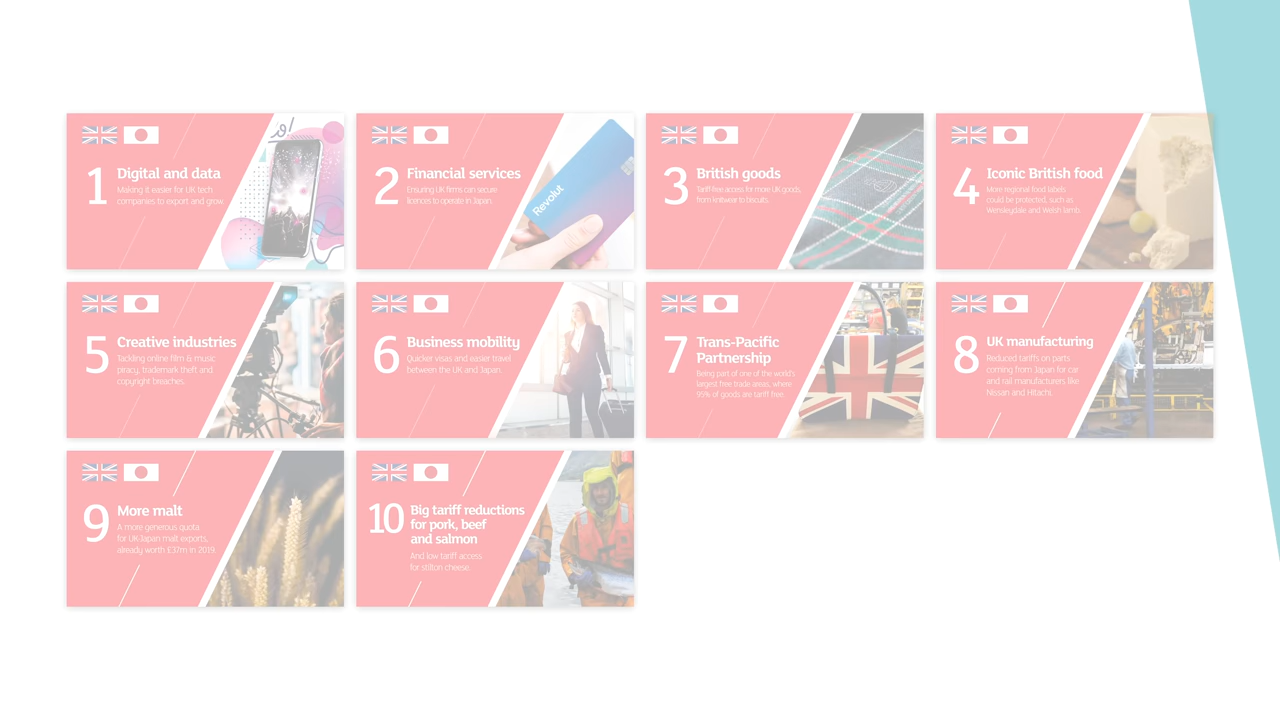 1
Digital and data
Making it easier for UK tech
companies to export and grow.
2
Financial services
Ensuring UK firms can secure
licences to operate in Japan.
Revolut
3
British goods
Tariff-free access for more UK goods,
from knitwear to biscuits.
4
Iconic British food
More regional food labels
could be protected, such as
Wensleydale and Welsh lamb.
5
Creative industries
Tackling online film & music
piracy, trademark theft and
copyright breaches.
6
Business mobility
Quicker visas and easier travel
between the UK and Japan.
7
Trans-Pacific
Partnership
Being part of one of the world's
largest free trade areas, where
95% of goods are tariff free.
8
UK manufacturing
Reduced tariffs on parts
coming from Japan for car
and rail manufacturers like
Nissan and Hitachi.
9
More malt
A more generous quota
for UK-Japan malt exports,
already worth £37m in 2019.
10
Big tariff reductions
for pork, beef
and salmon
And low tariff access
for stilton cheese.